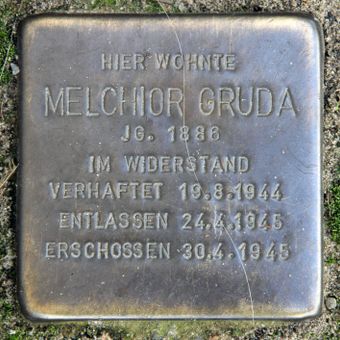 HIER WOHNTE
MELCHIOR GRUDA
JG. 1886
IM WIDERSTAND
VERHAFTET 19.8.1944
ENTLASSEN 24.4.1945
ERSCHOSSEN 30.4.1945